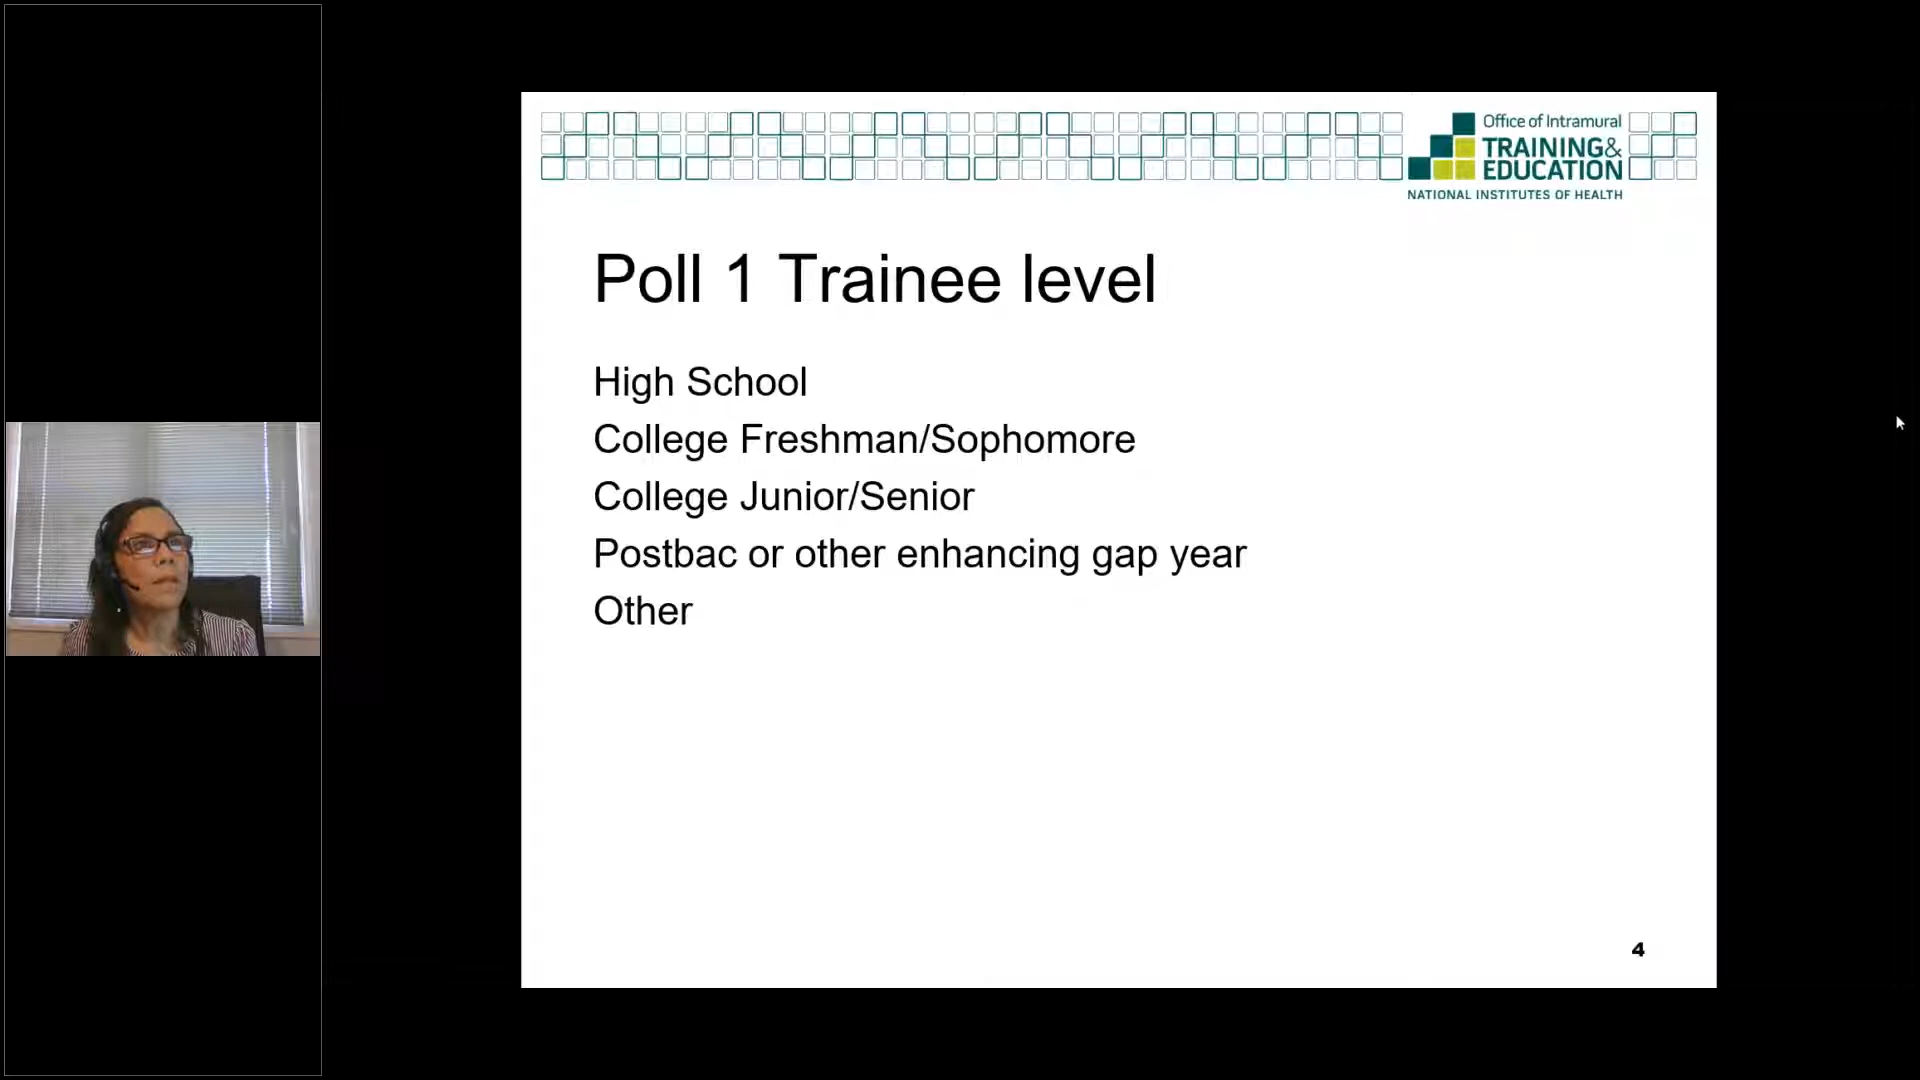 Office of Intramural
TRAINING&
EDUCATION
NATIONAL INSTITUTES OF HEALTH
Poll 1 Trainee level
High School
College Freshman/Sophomore
College Junior/Senior
Postbac or other enhancing gap year
Other
4